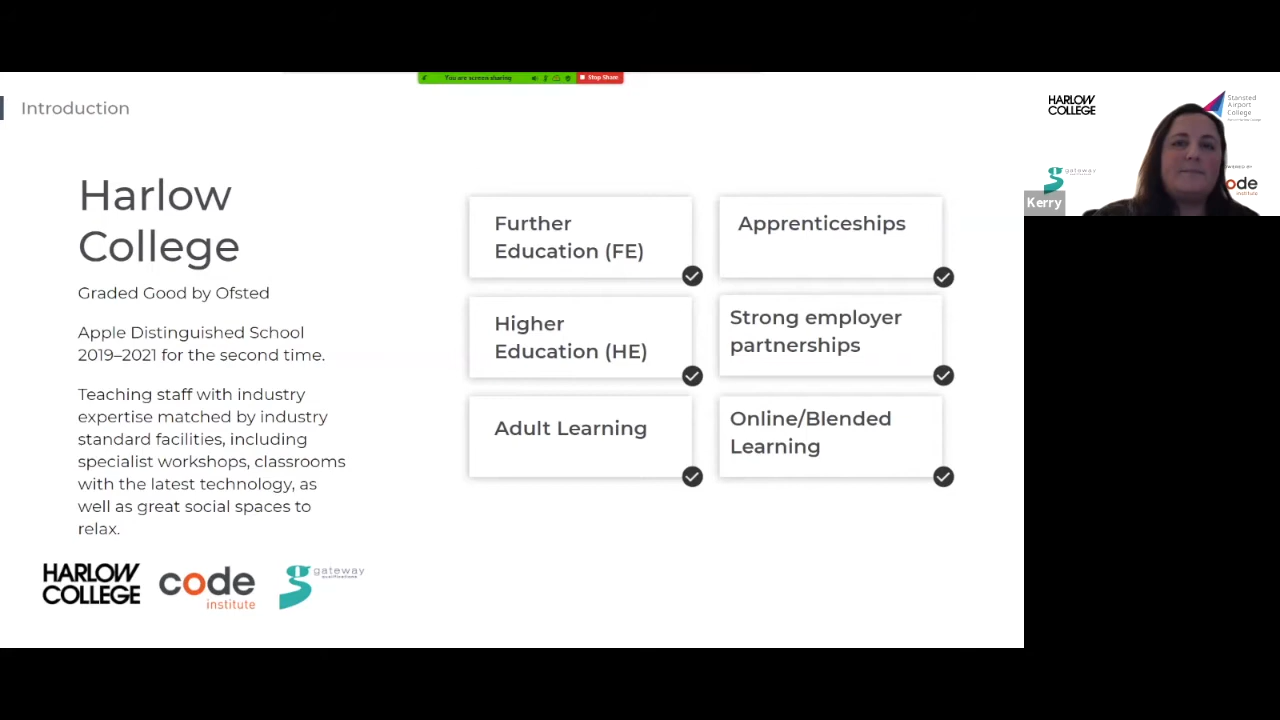 You are screen sharing
Stop Share
Introduction
Harlow
College
Graded Good by Ofsted
Apple Distinguished School
2019–2021 for the second time.
Teaching staff with industry
expertise matched by industry
standard facilities, including
specialist workshops, classrooms
with the latest technology, as
well as great social spaces to
relax.
Further
Education (FE)
Apprenticeships
Higher
Education (HE)
Strong employer
partnerships
Adult Learning
Online/Blended
Learning
HARLOW
COLLEGE
code
institute
gateway
qualifications
HARLOW
COLLEGE
Stansted
Airport
College
gateway
ode
institute
Kerry